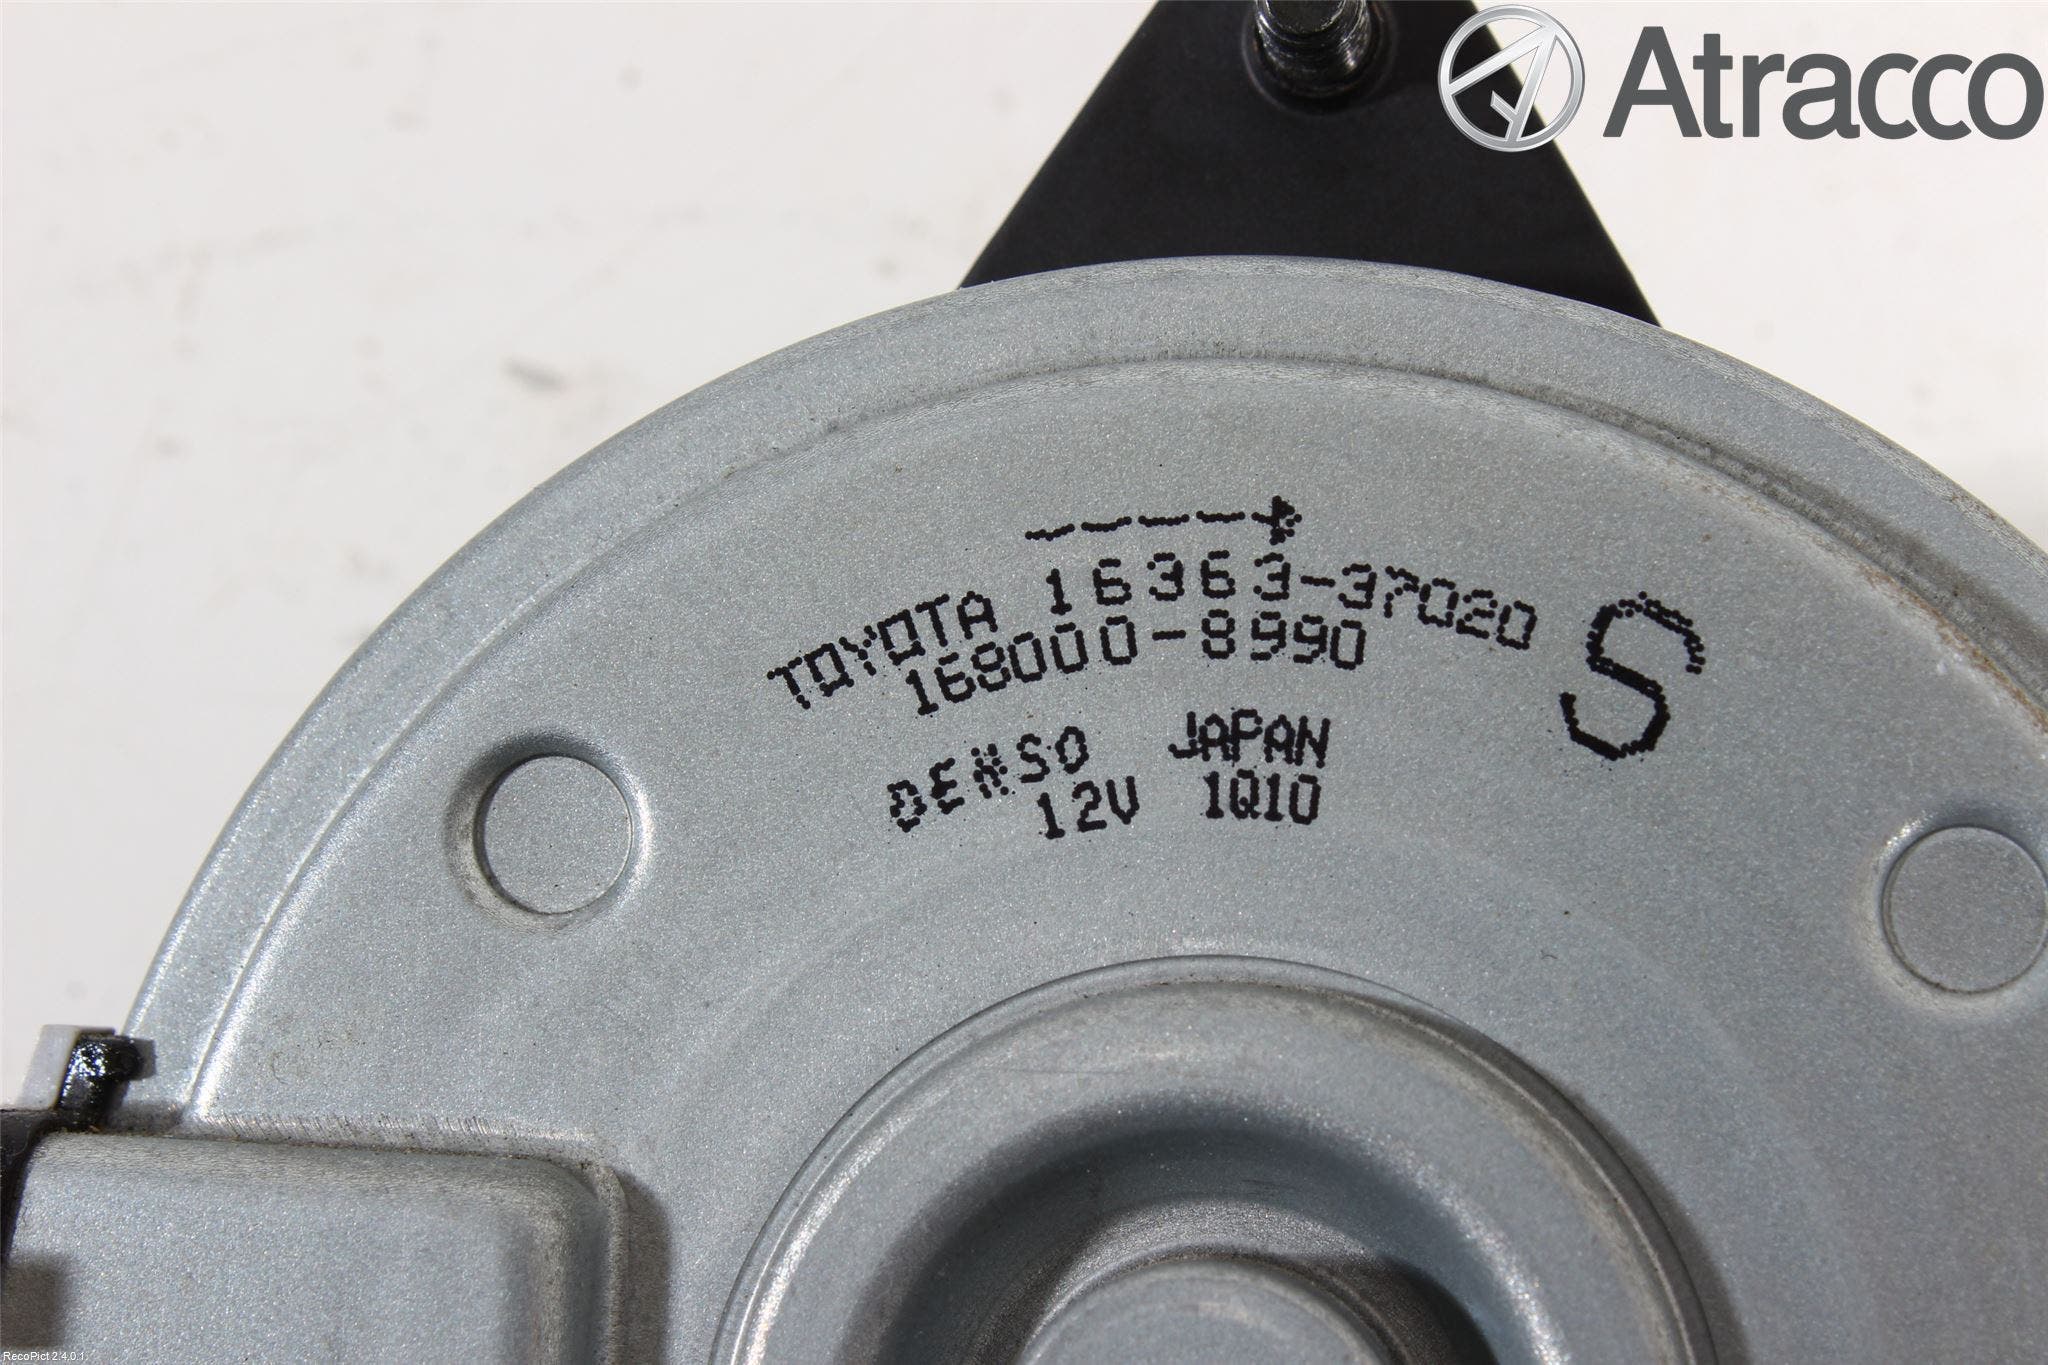 Atracco
TOYOTA 16363-37020
168000-8990
S
DENSO JAPAN
12V 1Q10
RecoPict 2.4.0.1.